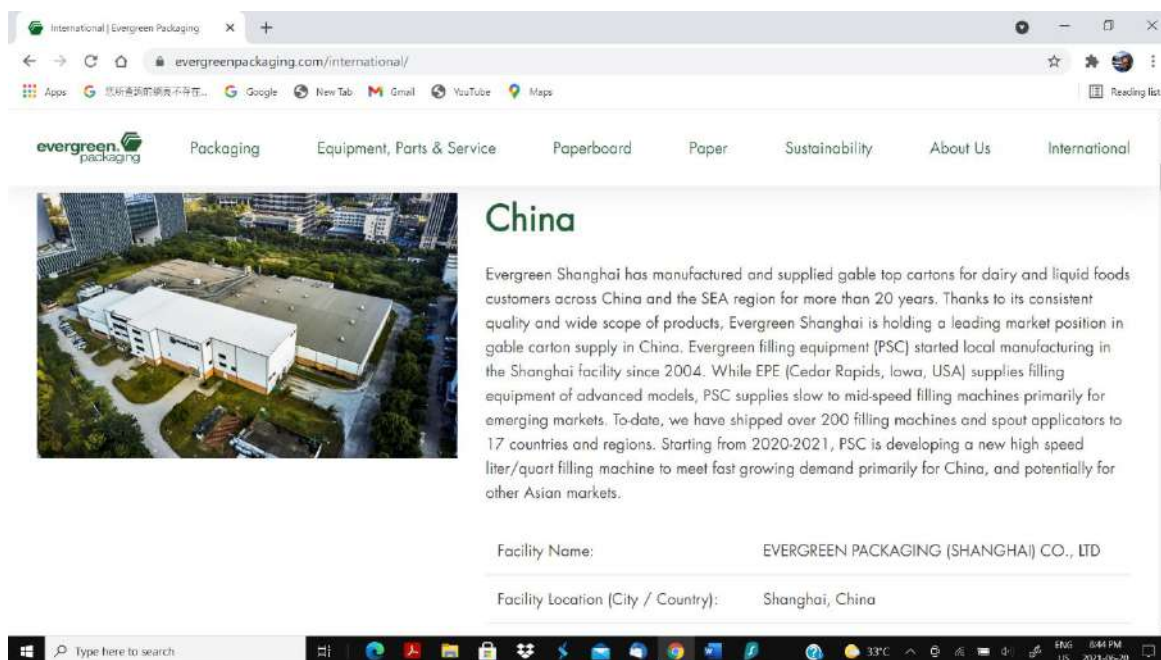 International | Evergreen Packaging
evergreenpackaging.com/international/
Apps
Google
New Tab
Gmail
YouTube
Maps
Reading list
evergreen.
packaging
Packaging
Equipment, Parts & Service
Paperboard
Paper
Sustainability
About Us
International
China
Evergreen Shanghai has manufactured and supplied gable top cartons for dairy and liquid foods
customers across China and the SEA region for more than 20 years. Thanks to its consistent
quality and wide scope of products, Evergreen Shanghai is holding a leading market position in
gable carton supply in China. Evergreen filling equipment (PSC) started local manufacturing in
the Shanghai facility since 2004. While EPE (Cedar Rapids, Iowa, USA) supplies filling
equipment of advanced models, PSC supplies slow to mid-speed filling machines primarily for
emerging markets. To-date, we have shipped over 200 filling machines and spout applicators to
17 countries and regions. Starting from 2020-2021, PSC is developing a new high speed
liter/quart filling machine to meet fast growing demand primarily for China, and potentially for
other Asian markets.
Facility Name: EVERGREEN PACKAGING (SHANGHAI) CO., LTD
Facility Location (City / Country): Shanghai, China
Type here to search
33°C
ENG
US
8:44 PM
2021-06-20